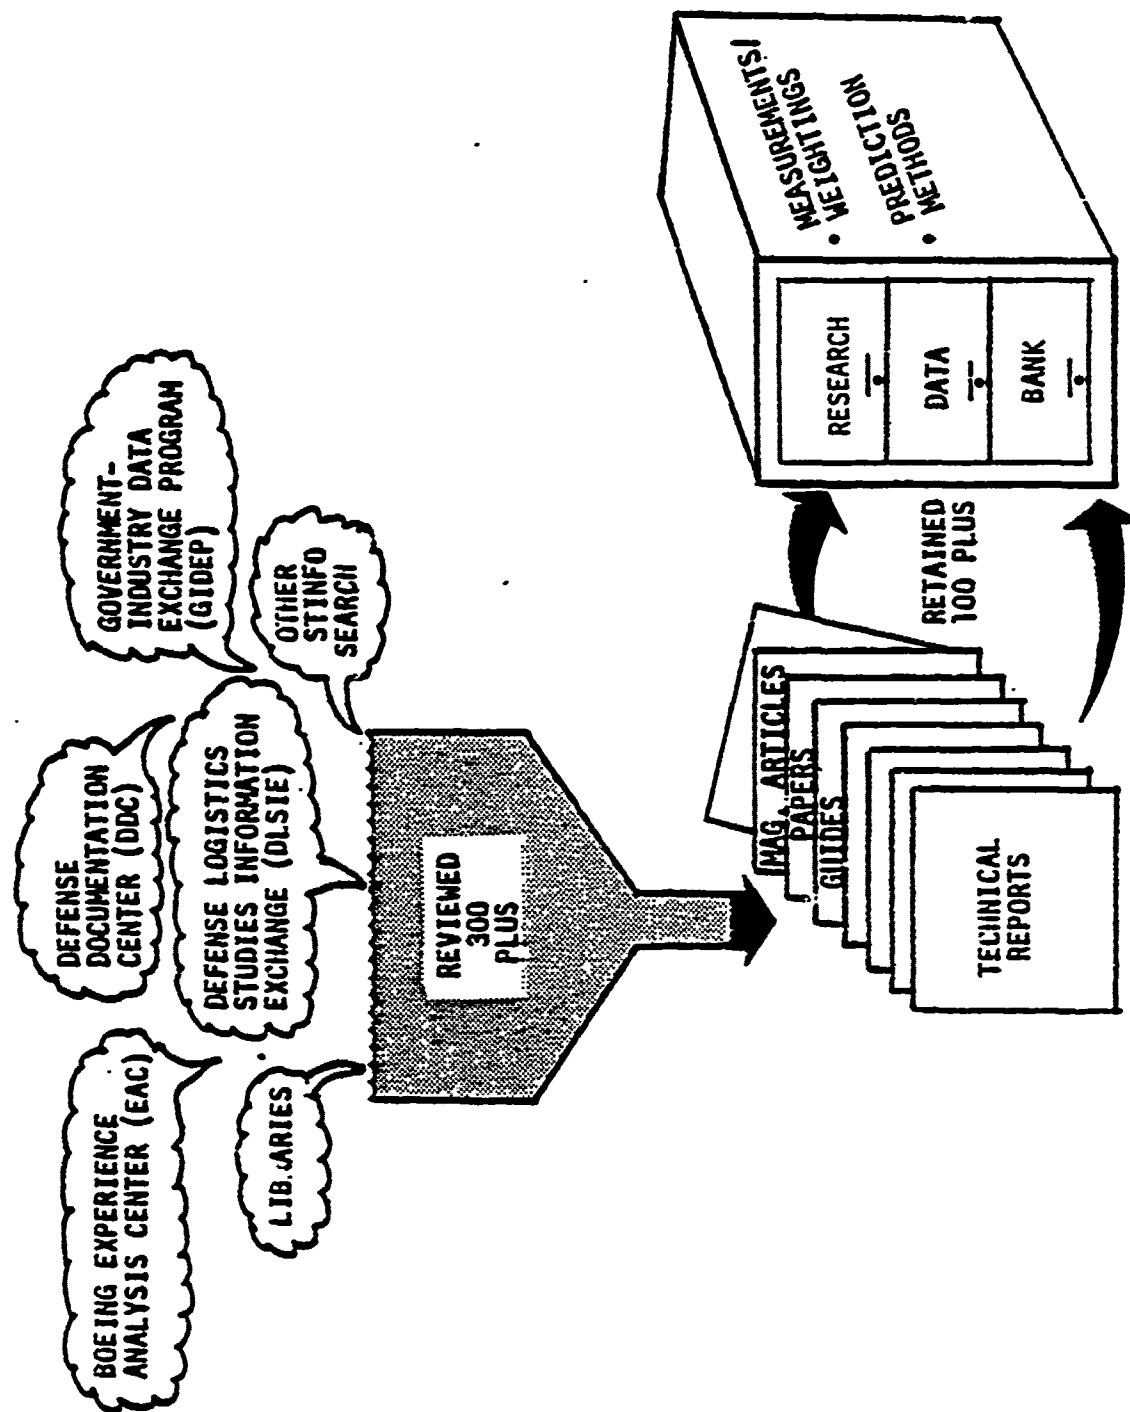 BOEING EXPERIENCE
ANALYSIS CENTER (EAC)
DEFENSE
DOCUMENTATION
CENTER (DDC)
GOVERNMENT-
INDUSTRY DATA
EXCHANGE PROGRAM
(GIDEP)
LIB.ARIES
DEFENSE LOGISTICS
STUDIES INFORMATION
EXCHANGE (DLSIE)
OTHER
STINFO
SEARCH
REVIEWED
300
PLUS
MAG. ARTICLES
PAPERS
GUIDES
TECHNICAL
REPORTS
RETAINED
100 PLUS
RESEARCH
DATA
BANK
MEASUREMENTS/
• WEIGHTINGS
PREDICTION
• METHODS